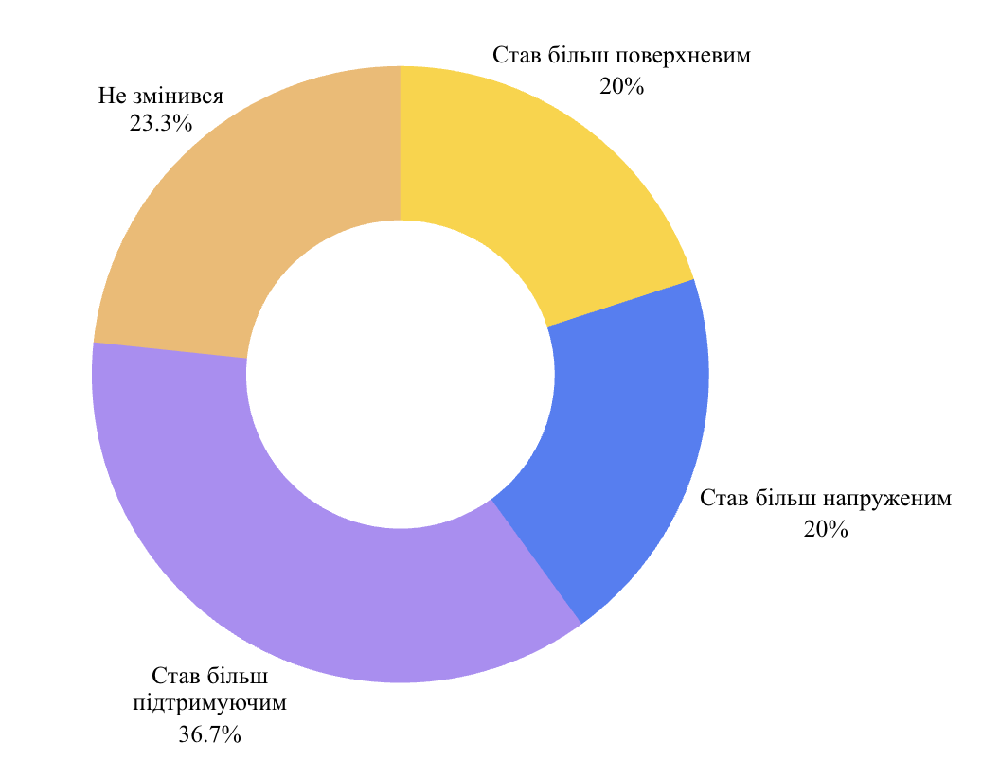 Став більш поверхневим
20%
Не змінився
23.3%
Став більш напруженим
20%
Став більш
підтримуючим
36.7%